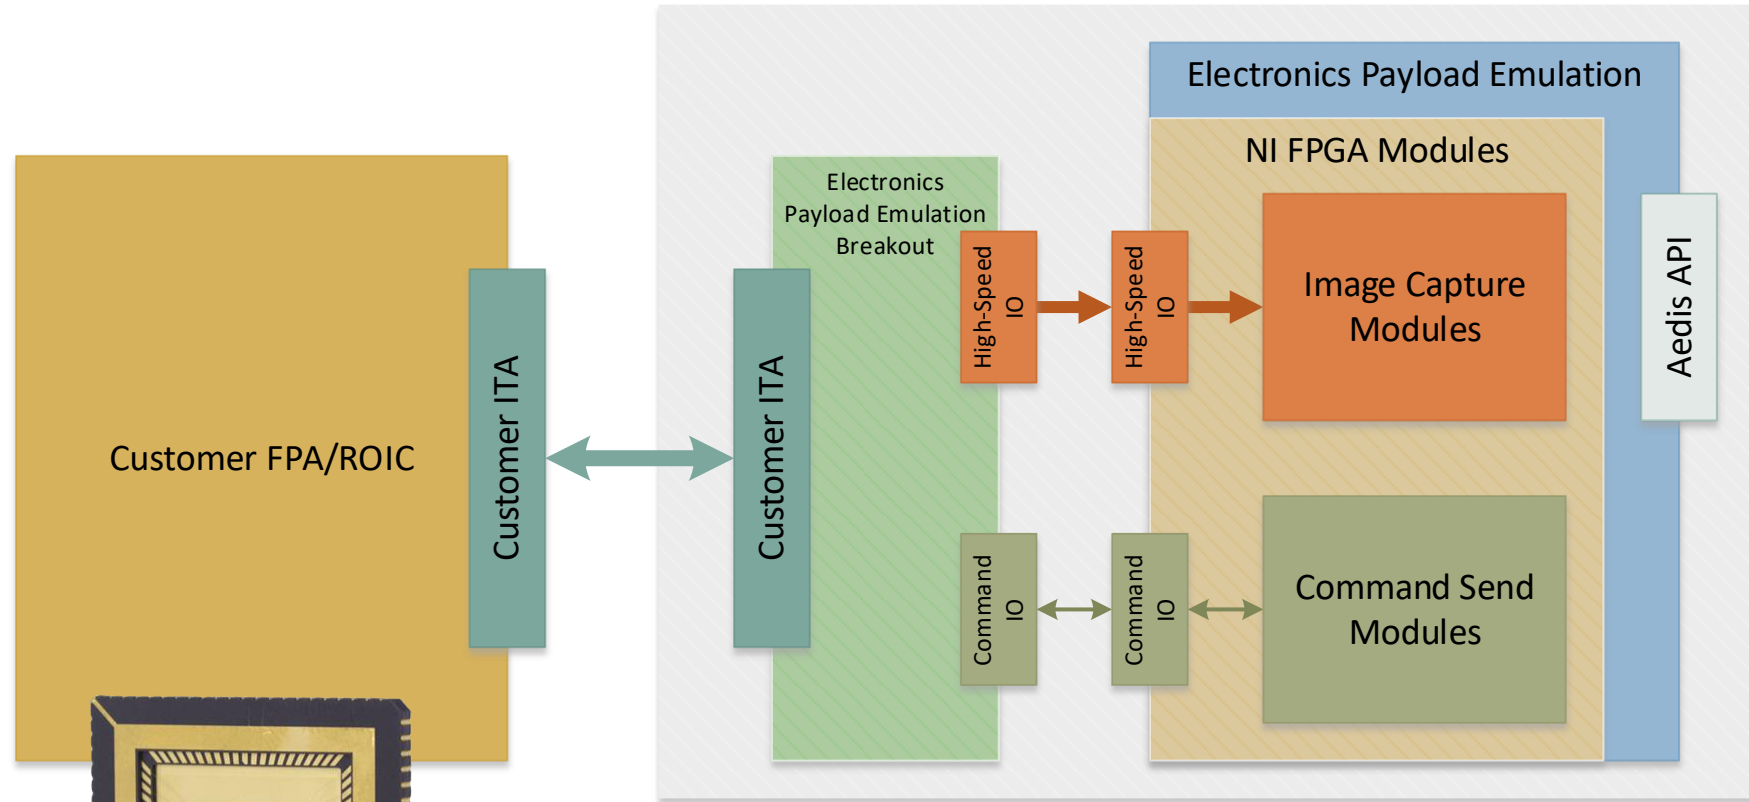 Customer FPA/ROIC
Customer ITA
Customer ITA
Electronics
Payload Emulation
Breakout
High-Speed
IO
High-Speed
IO
Command
IO
Command
IO
Electronics Payload Emulation
NI FPGA Modules
Image Capture
Modules
Command Send
Modules
Aedis API